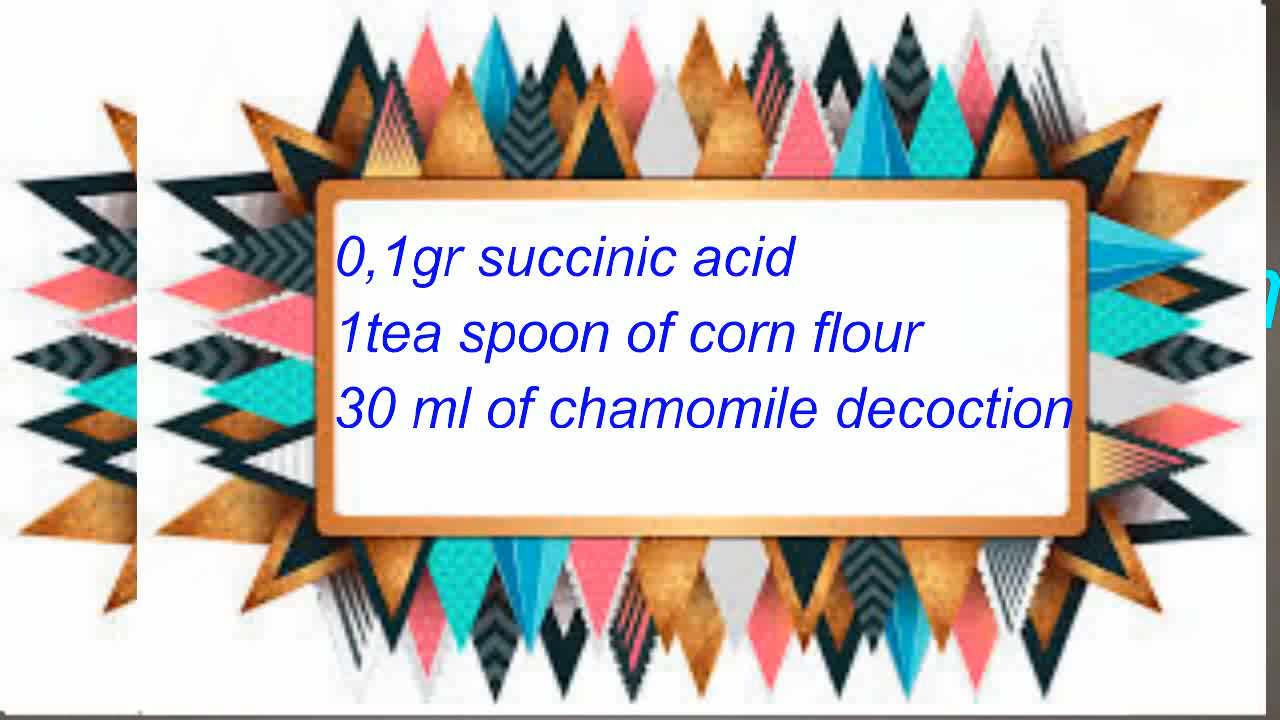 0,1gr succinic acid
1tea spoon of corn flour
30 ml of chamomile decoction